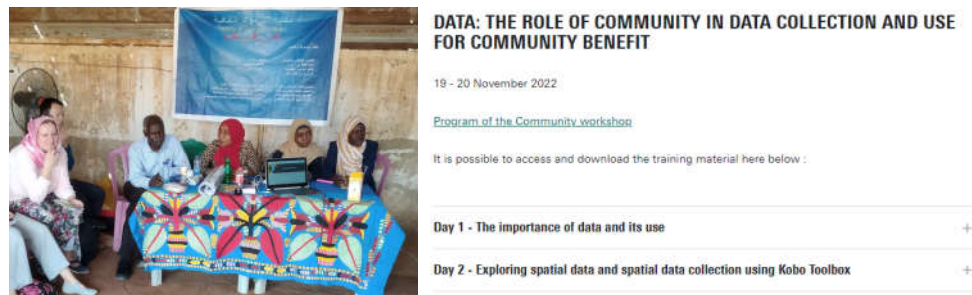 DATA: THE ROLE OF COMMUNITY IN DATA COLLECTION AND USE
FOR COMMUNITY BENEFIT
19 - 20 November 2022
Program of the Community workshop
It is possible to access and download the training material here below :
Day 1 - The importance of data and its use
+
Day 2 - Exploring spatial data and spatial data collection using Kobo Toolbox
+